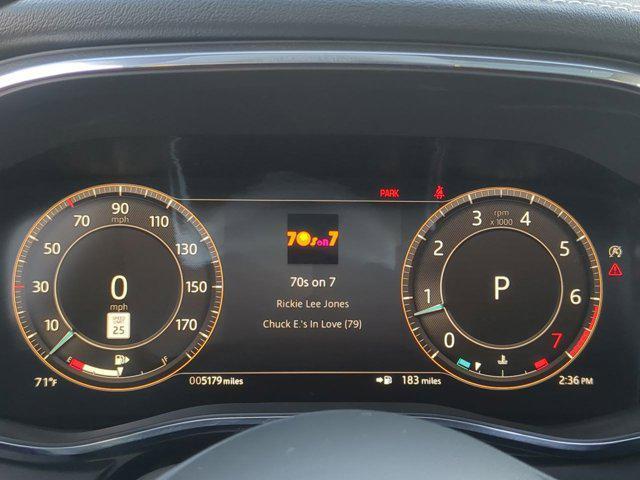 PARK
10
30
50
70
90
mph
110
130
150
170
0
mph
SPEED
LIMIT
25
E
F
70s on 7
70s on 7
Rickie Lee Jones
Chuck E.'s In Love (79)
0
1
2
3
4
5
6
7
rpm
x 1000
P
71°F
005179 miles
183 miles
2:36 PM